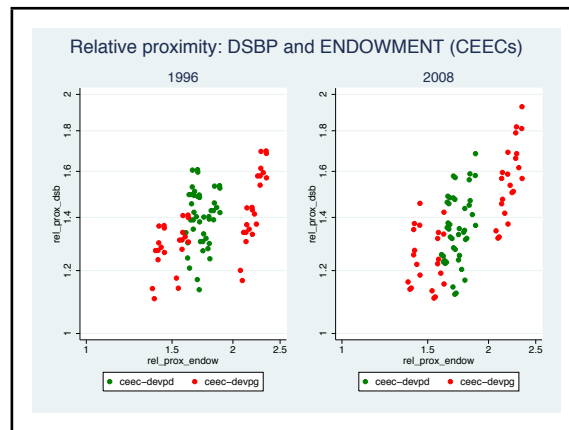 Relative proximity: DSBP and ENDOWMENT (CEECs)
1996
2
1.8
1.6
1.4
1.2
1
rel_prox_dsb
1
1.5
2
2.5
rel_prox_endow
ceec-devpd
ceec-devpg
2008
2
1.8
1.6
1.4
1.2
1
rel_prox_dsb
1
1.5
2
2.5
rel_prox_endow
ceec-devpd
ceec-devpg